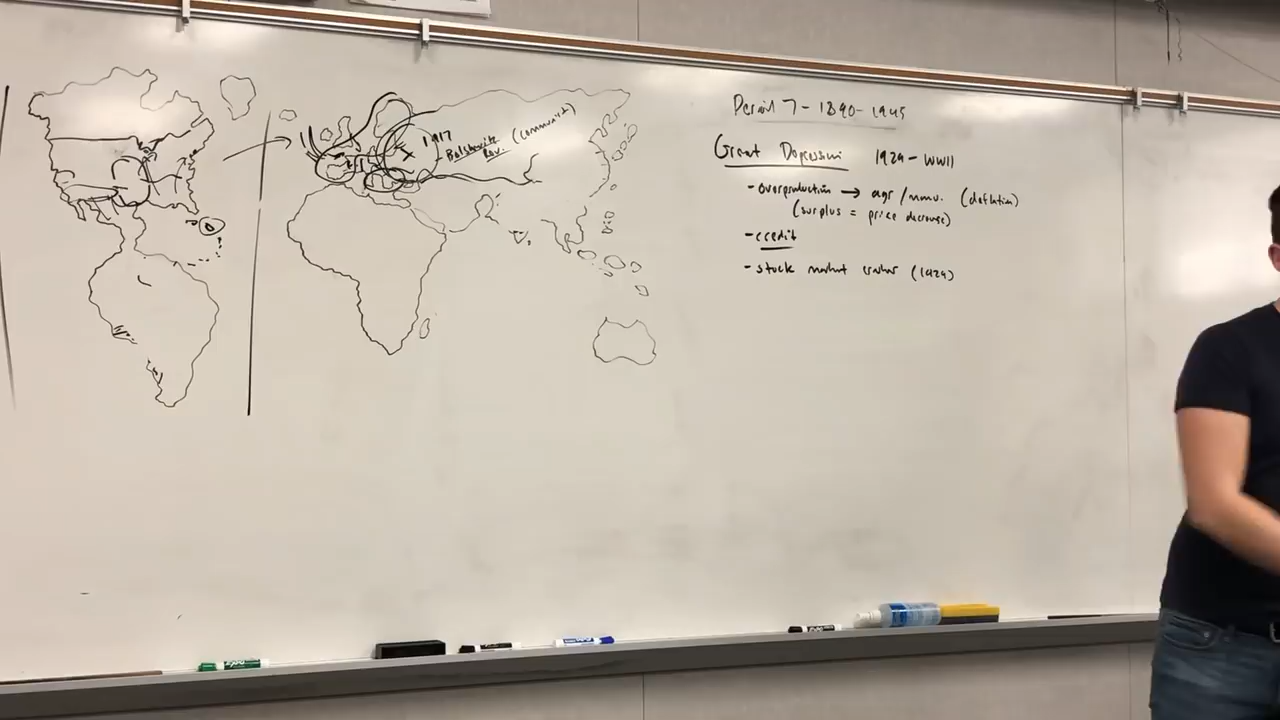 1917
- Bolshevik (communist)
Rev.
Period 7 - 1890-1945
Great Depression 1929 - WWII
- overproduction → agr / manu. (deflation)
(surplus = price decrease)
- credit
- stock market crashes (1929)